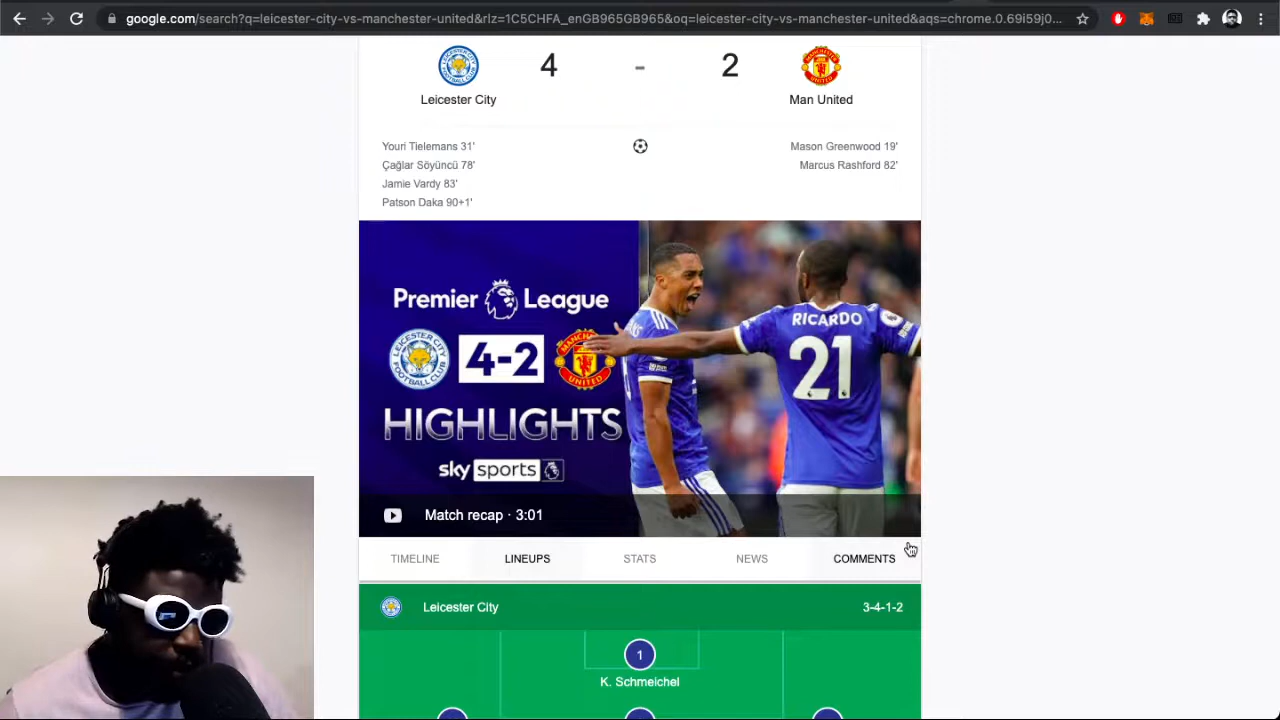 google.com/search?q=leicester-city-vs-manchester-united&rlz=1C5CHFA_enGB965GB965&oq=leicester-city-vs-manchester-united&aqs=chrome.0.69i59j0...
4 - 2
Leicester City
Man United
Youri Tielemans 31'
Çağlar Söyüncü 78'
Jamie Vardy 83'
Patson Daka 90+1'
Mason Greenwood 19'
Marcus Rashford 82'
Premier League
4-2
HIGHLIGHTS
sky sports
RICARDO
21
Match recap · 3:01
TIMELINE
LINEUPS
STATS
NEWS
COMMENTS
Leicester City
3-4-1-2
1
K. Schmeichel